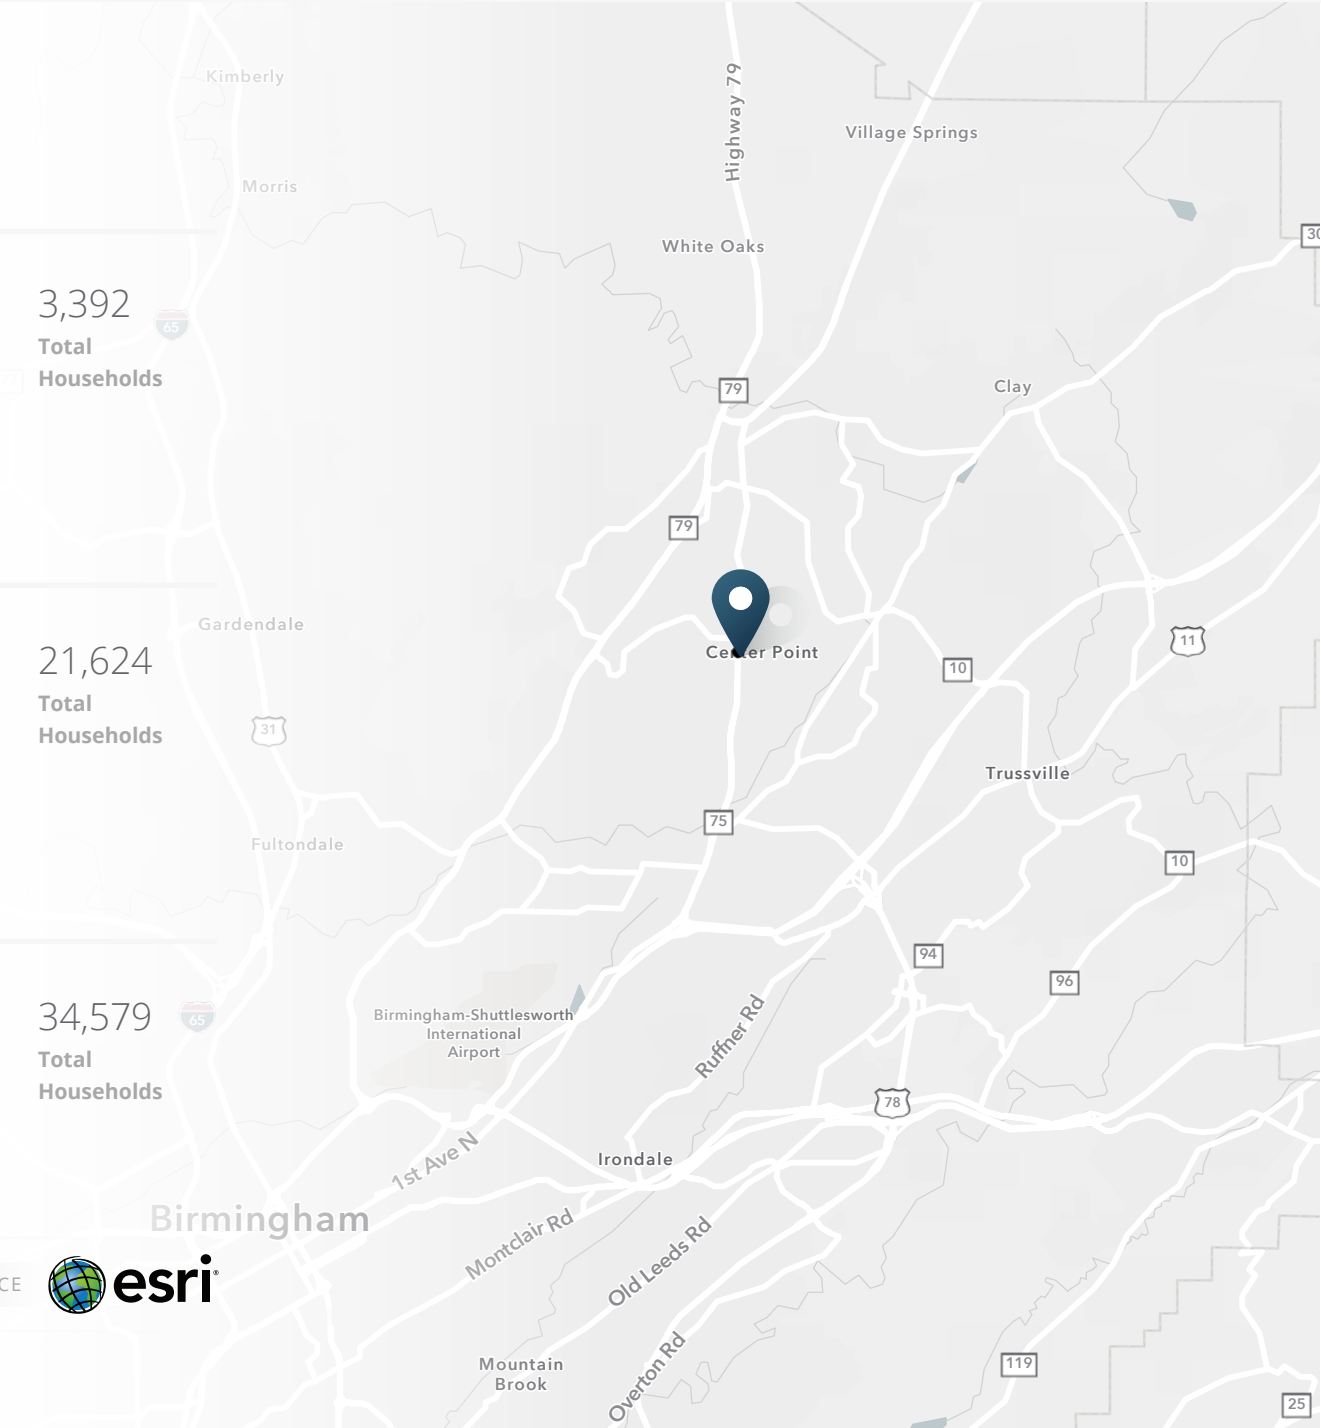 Kimberly
Highway 79
Village Springs
Morris
White Oaks
30
3,392
65
Total
Households
79
Clay
79
Gardendale
11
21,624
Center Point
10
Total
Households
31
Trussville
75
Fultondale
10
94
96
34,579
65
Birmingham-Shuttlesworth
International
Airport
Ruffner Rd
Total
Households
78
1st Ave N
Irondale
Birmingham
Montclair Rd
Old Leeds Rd
CE
esri
Mountain
Brook
Overton Rd
119
25